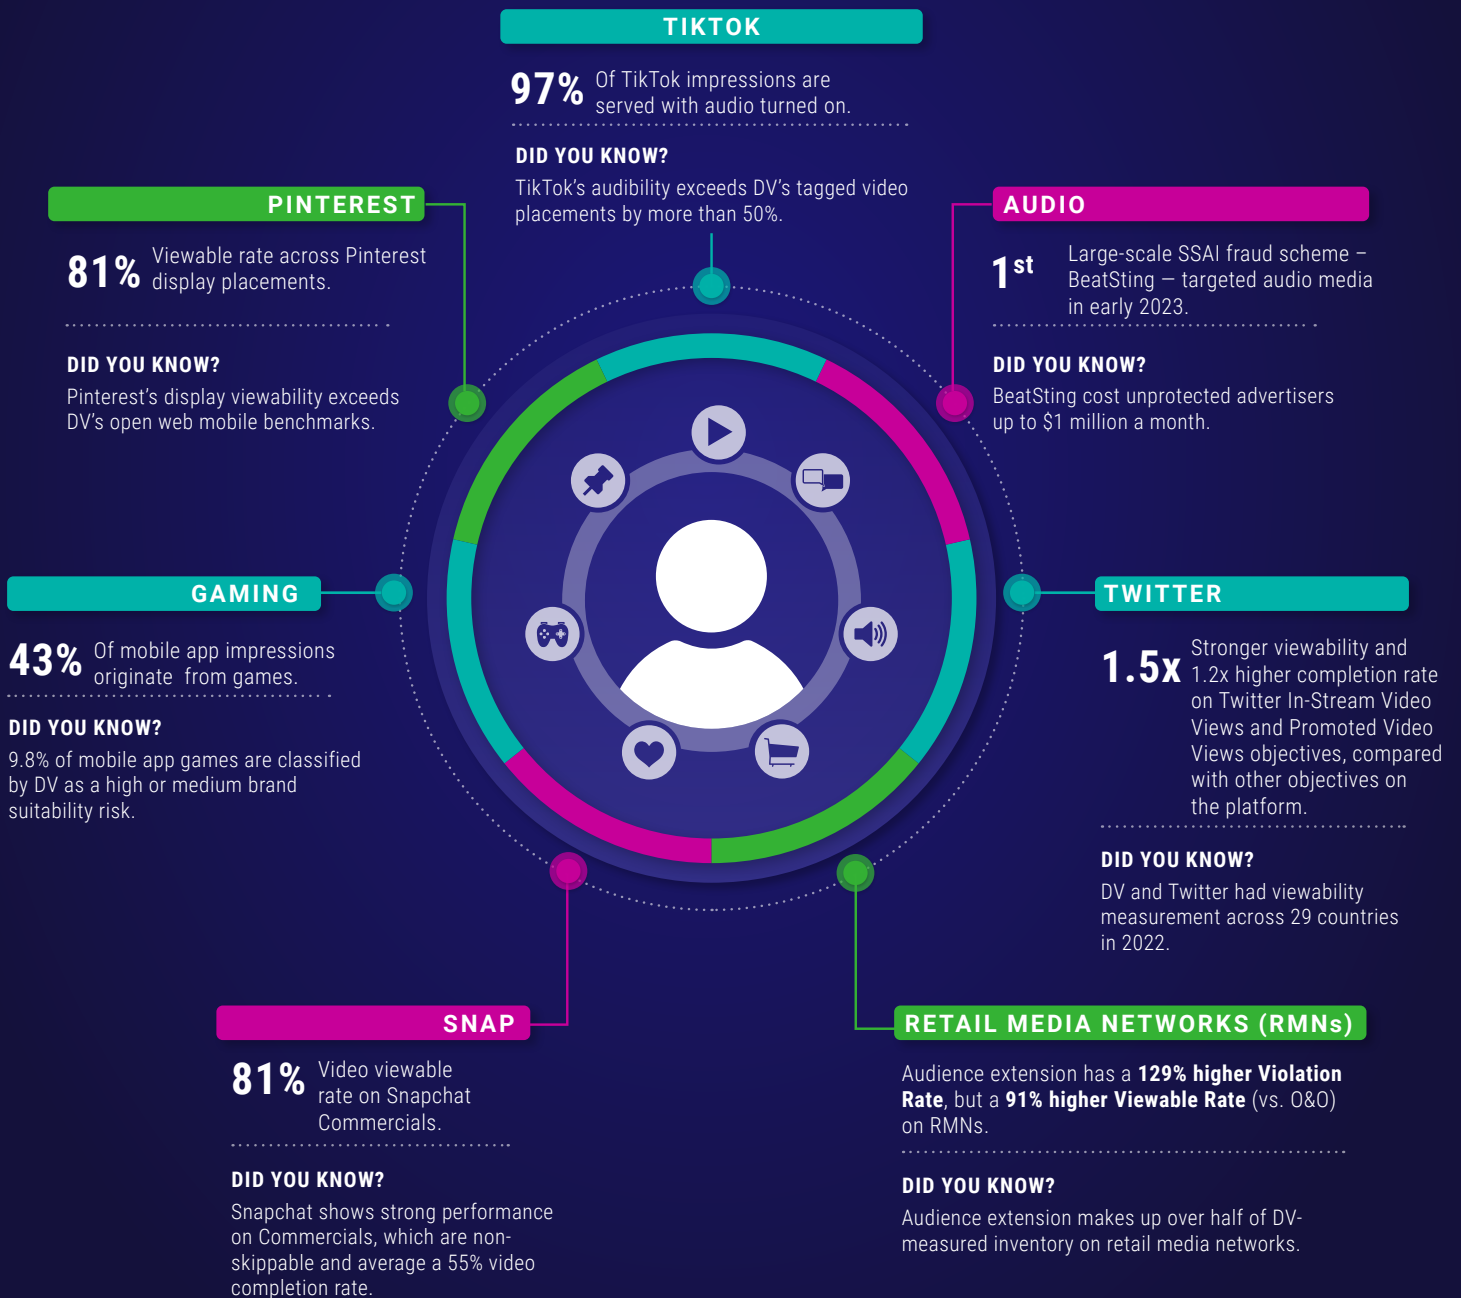 TIKTOK
97% Of TikTok impressions are
served with audio turned on.
DID YOU KNOW?
TikTok's audibility exceeds DV's tagged video
placements by more than 50%.
PINTEREST
81% Viewable rate across Pinterest
display placements.
DID YOU KNOW?
Pinterest's display viewability exceeds
DV's open web mobile benchmarks.
AUDIO
1st Large-scale SSAI fraud scheme –
BeatSting — targeted audio media
in early 2023.
DID YOU KNOW?
BeatSting cost unprotected advertisers
up to $1 million a month.
GAMING
43% Of mobile app impressions
originate from games.
DID YOU KNOW?
9.8% of mobile app games are classified
by DV as a high or medium brand
suitability risk.
TWITTER
1.5x Stronger viewability and
1.2x higher completion rate
on Twitter In-Stream Video
Views and Promoted Video
Views objectives, compared
with other objectives on
the platform.
DID YOU KNOW?
DV and Twitter had viewability
measurement across 29 countries
in 2022.
SNAP
81% Video viewable
rate on Snapchat
Commercials.
DID YOU KNOW?
Snapchat shows strong performance
on Commercials, which are non-
skippable and average a 55% video
completion rate.
RETAIL MEDIA NETWORKS (RMNs)
Audience extension has a 129% higher Violation
Rate, but a 91% higher Viewable Rate (vs. O&O)
on RMNs.
DID YOU KNOW?
Audience extension makes up over half of DV-
measured inventory on retail media networks.